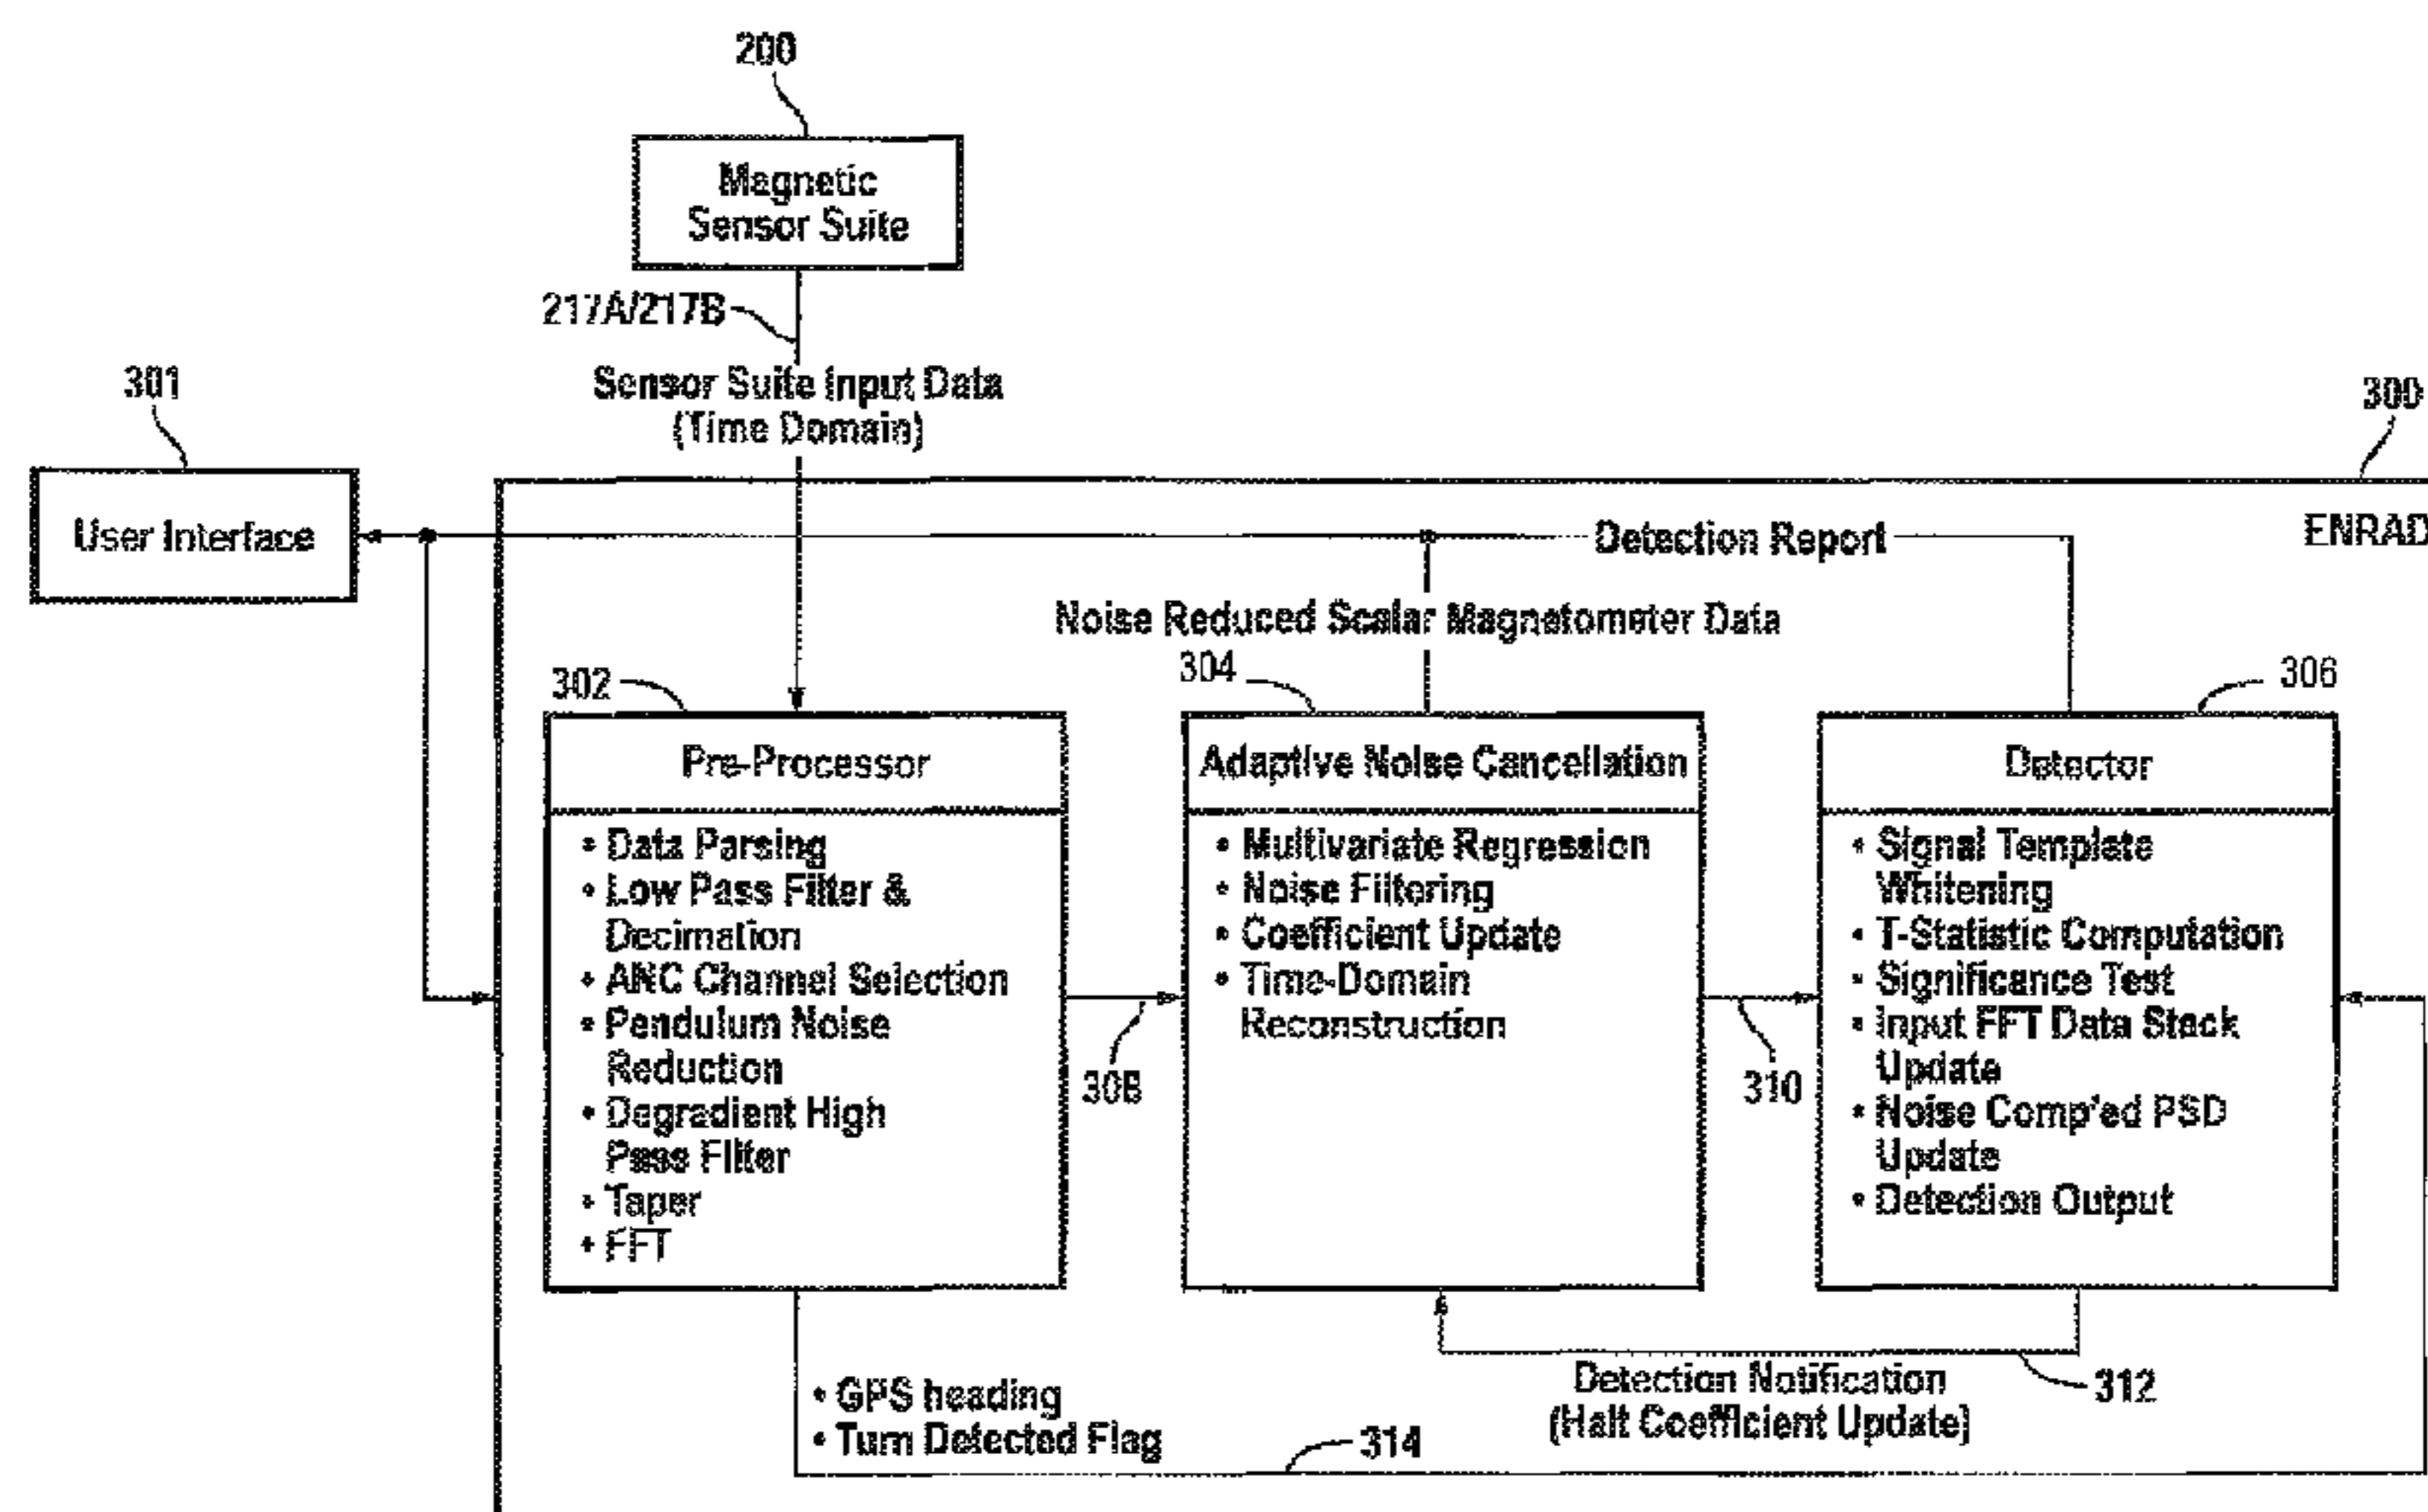 200
Magnetic
Sensor Suite
217A/217B
Sensor Suite Input Data
(Time Domain)
301
300
User Interface
Detection Report
ENRAD
Noise Reduced Scalar Magnetometer Data
302
304
306
Pre-Processor
• Data Parsing
• Low Pass Filter &
Decimation
• ANC Channel Selection
• Pendulum Noise
Reduction
• Degradient High
Pass Filter
• Taper
• FFT
308
Adaptive Noise Cancellation
• Multivariate Regression
• Noise Filtering
• Coefficient Update
• Time-Domain
Reconstruction
310
Detector
• Signal Template
Whitening
• T-Statistic Computation
• Significance Test
• Input FFT Data Stack
Update
• Noise Comp'ed PSD
Update
• Detection Output
• GPS heading
• Turn Detected Flag
314
Detection Notification
(Halt Coefficient Update)
312